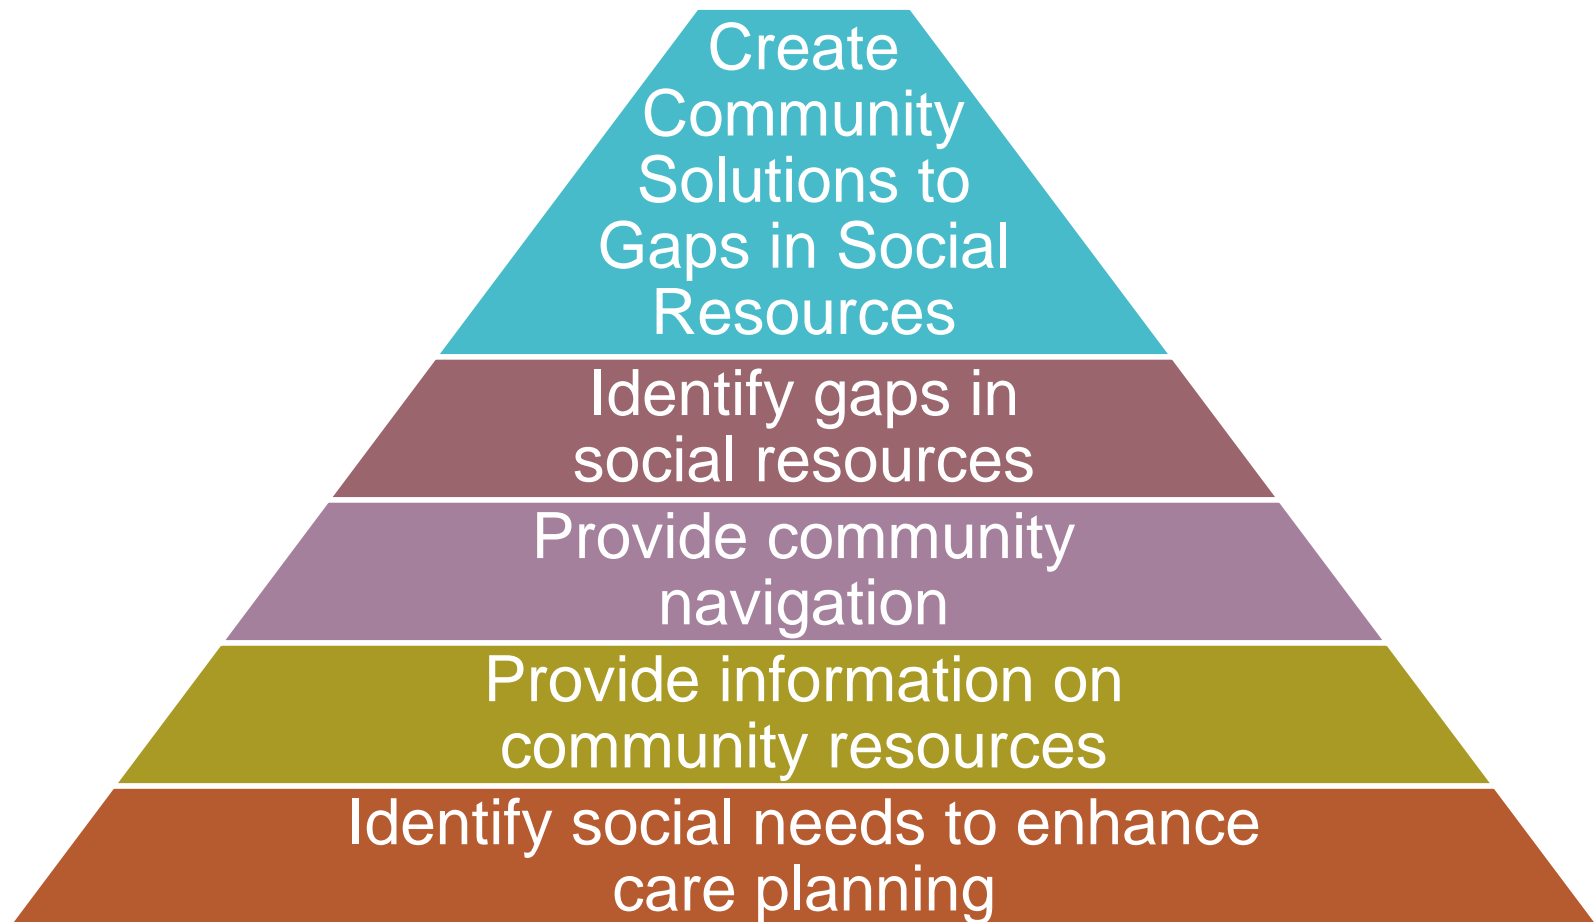 Create
Community
Solutions to
Gaps in Social
Resources
Identify gaps in
social resources
Provide community
navigation
Provide information on
community resources
Identify social needs to enhance
care planning